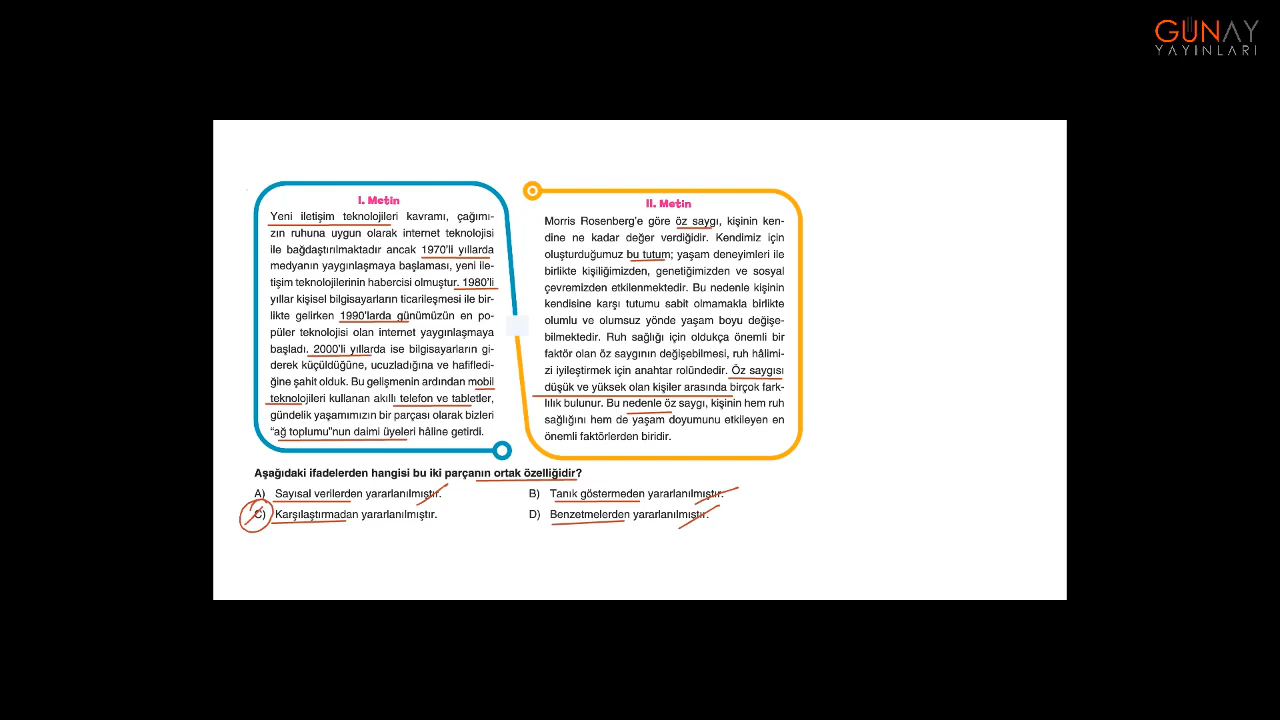 GÜNAY
YAYINLARI
I. Metin
Yeni iletişim teknolojileri kavramı, çağımı-
zın ruhuna uygun olarak internet teknolojisi
ile bağdaştırılmaktadır ancak 1970'li yıllarda
medyanın yaygınlaşmaya başlaması, yeni ile-
tişim teknolojilerinin habercisi olmuştur. 1980'li
yıllar kişisel bilgisayarların ticarileşmesi ile bir-
likte gelirken 1990'larda günümüzün en po-
püler teknolojisi olan internet yaygınlaşmaya
başladı. 2000'li yıllarda ise bilgisayarların gi-
derek küçüldüğüne, ucuzladığına ve hafifledi-
ğine şahit olduk. Bu gelişmenin ardından mobil
teknolojileri kullanan akıllı telefon ve tabletler,
gündelik yaşamımızın bir parçası olarak bizleri
"ağ toplumu"nun daimi üyeleri hâline getirdi.
II. Metin
Morris Rosenberg'e göre öz saygı, kişinin ken-
dine ne kadar değer verdiğidir. Kendimiz için
oluşturduğumuz bu tutum; yaşam deneyimleri ile
birlikte kişiliğimizden, genetiğimizden ve sosyal
çevremizden etkilenmektedir. Bu nedenle kişinin
kendisine karşı tutumu sabit olmamakla birlikte
olumlu ve olumsuz yönde yaşam boyu değişe-
bilmektedir. Ruh sağlığı için oldukça önemli bir
faktör olan öz saygının değişebilmesi, ruh hâlimi-
zi iyileştirmek için anahtar rolündedir. Öz saygısı
düşük ve yüksek olan kişiler arasında birçok fark-
lılık bulunur. Bu nedenle öz saygı, kişinin hem ruh
sağlığını hem de yaşam doyumunu etkileyen en
önemli faktörlerden biridir.
Aşağıdaki ifadelerden hangisi bu iki parçanın ortak özelliğidir?
A) Sayısal verilerden yararlanılmıştır.
B) Tanık göstermeden yararlanılmıştır.
C) Karşılaştırmadan yararlanılmıştır.
D) Benzetmelerden yararlanılmıştır.